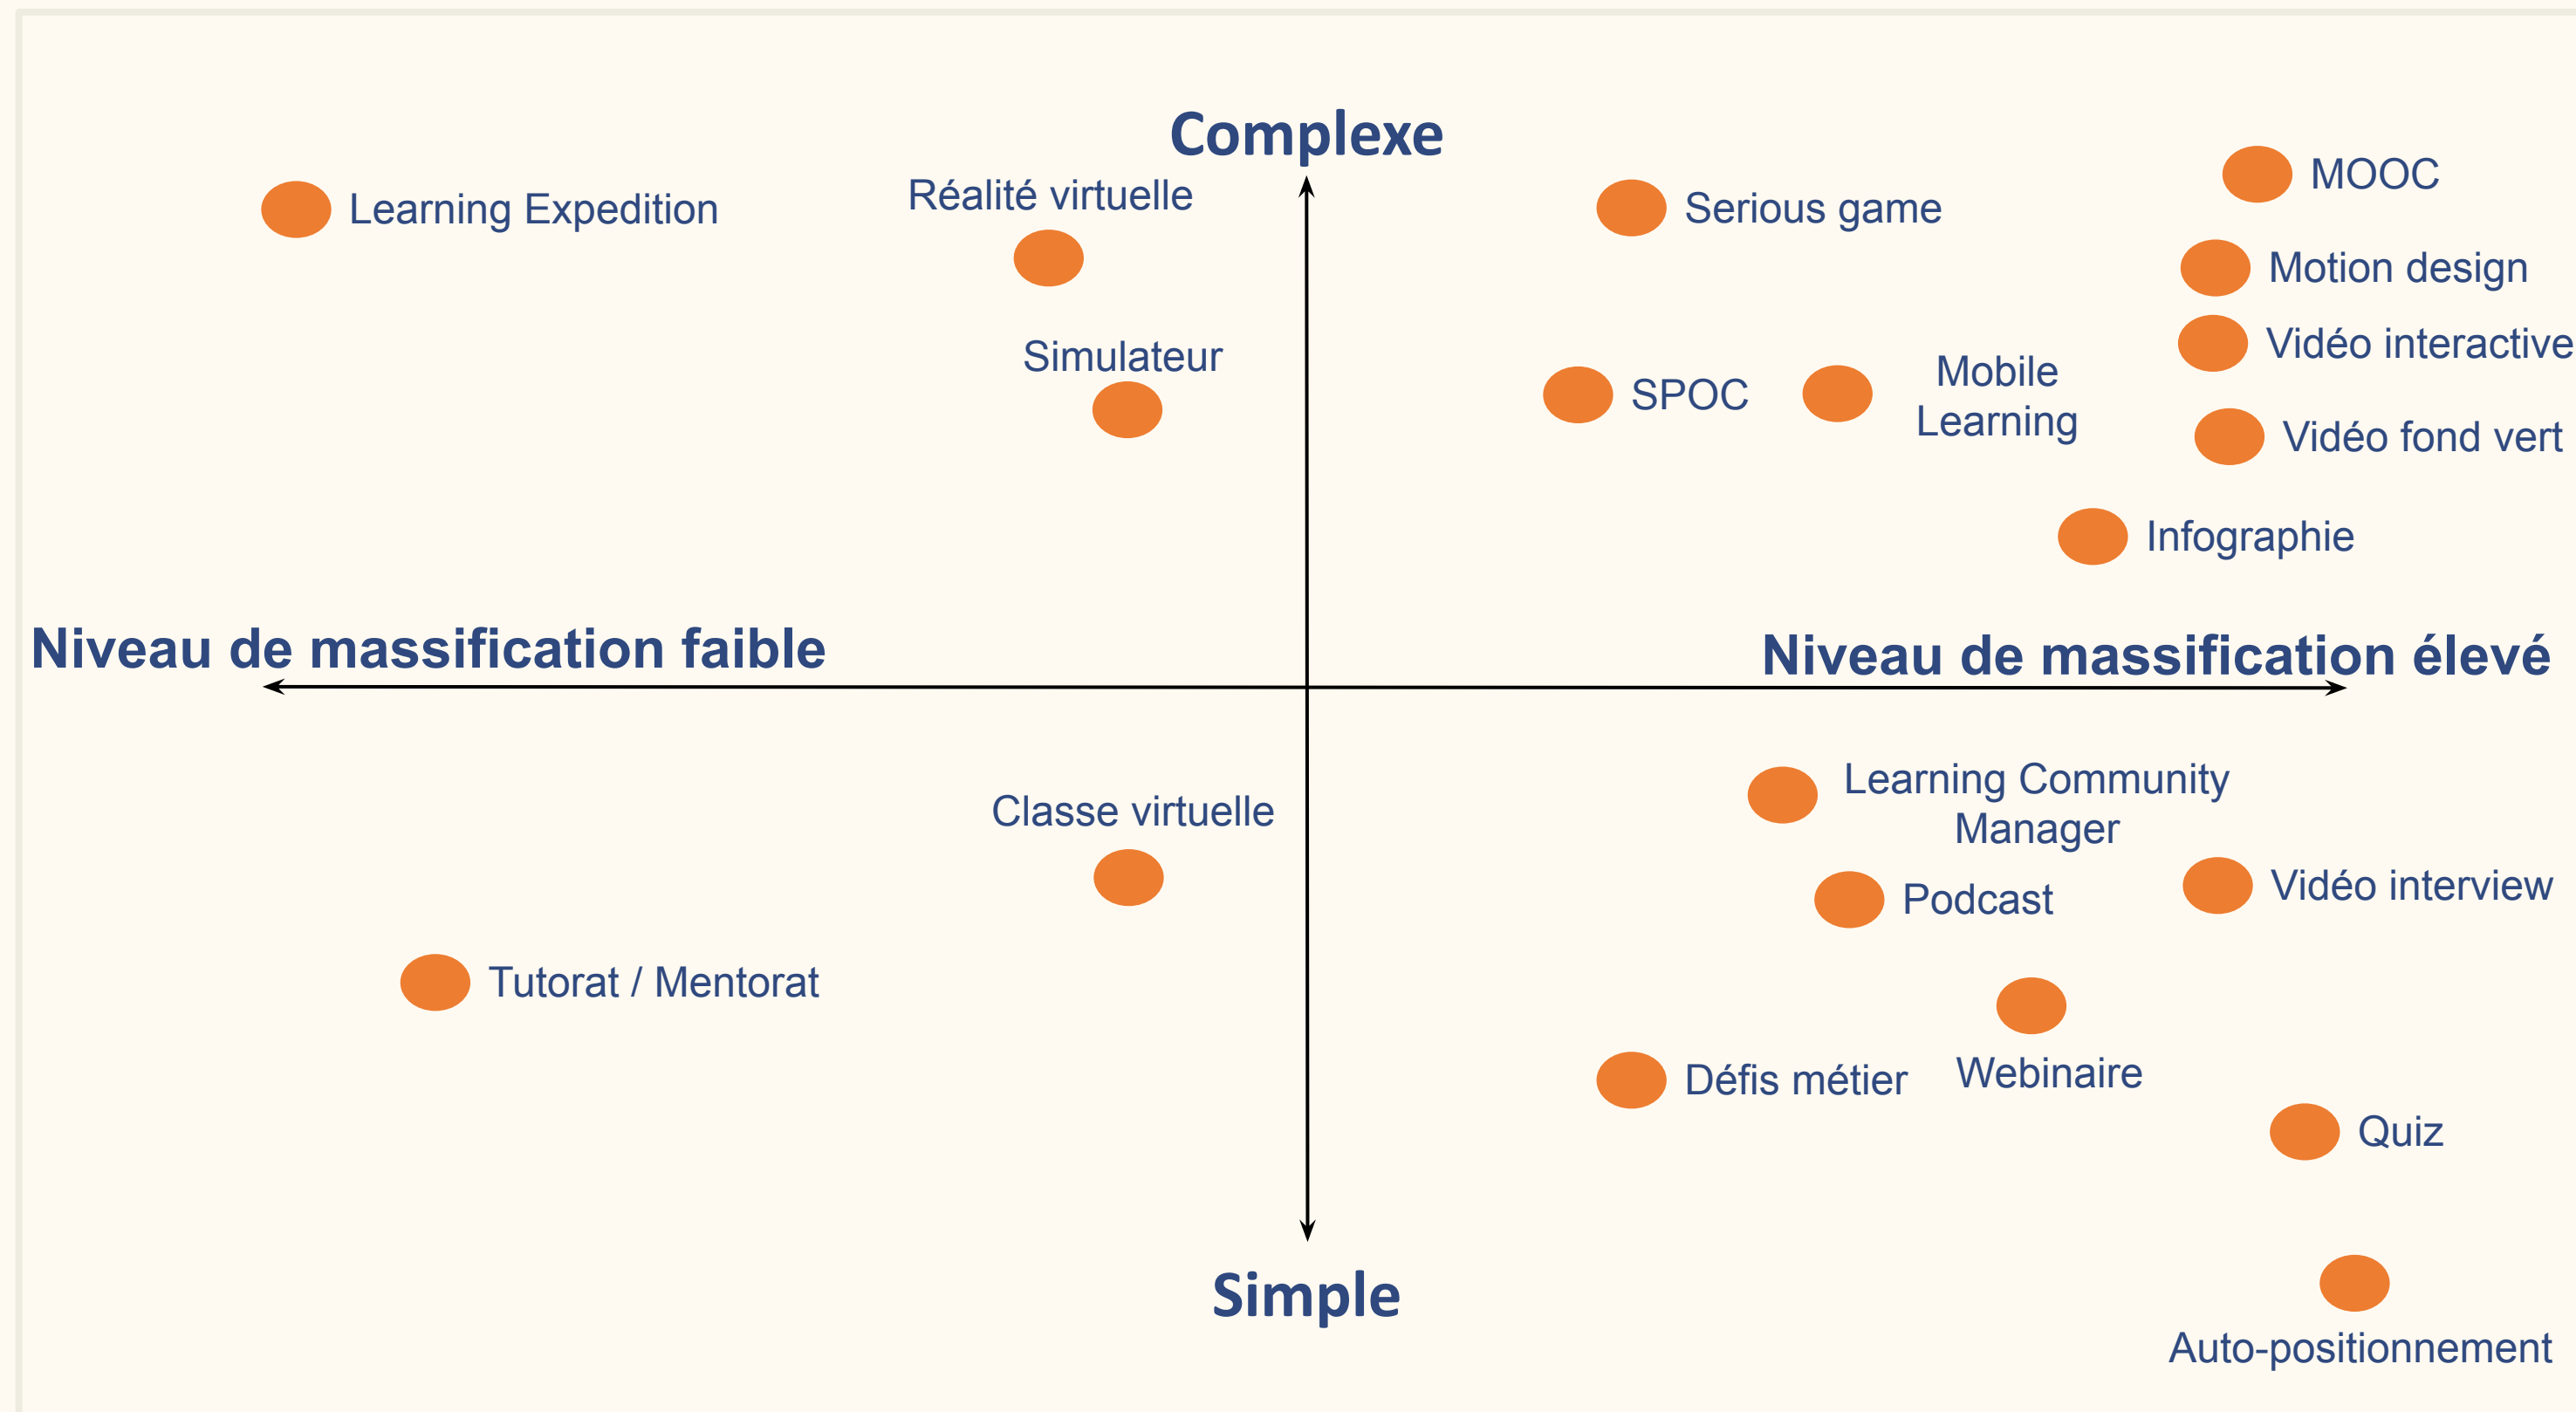 Complexe
MOOC
Réalité virtuelle
Learning Expedition
Serious game
Motion design
Vidéo interactive
Simulateur
SPOC
Mobile
Learning
Vidéo fond vert
Infographie
Niveau de massification faible
Niveau de massification élevé
Learning Community
Manager
Classe virtuelle
Vidéo interview
Podcast
Tutorat / Mentorat
Défis métier
Webinaire
Quiz
Simple
Auto-positionnement